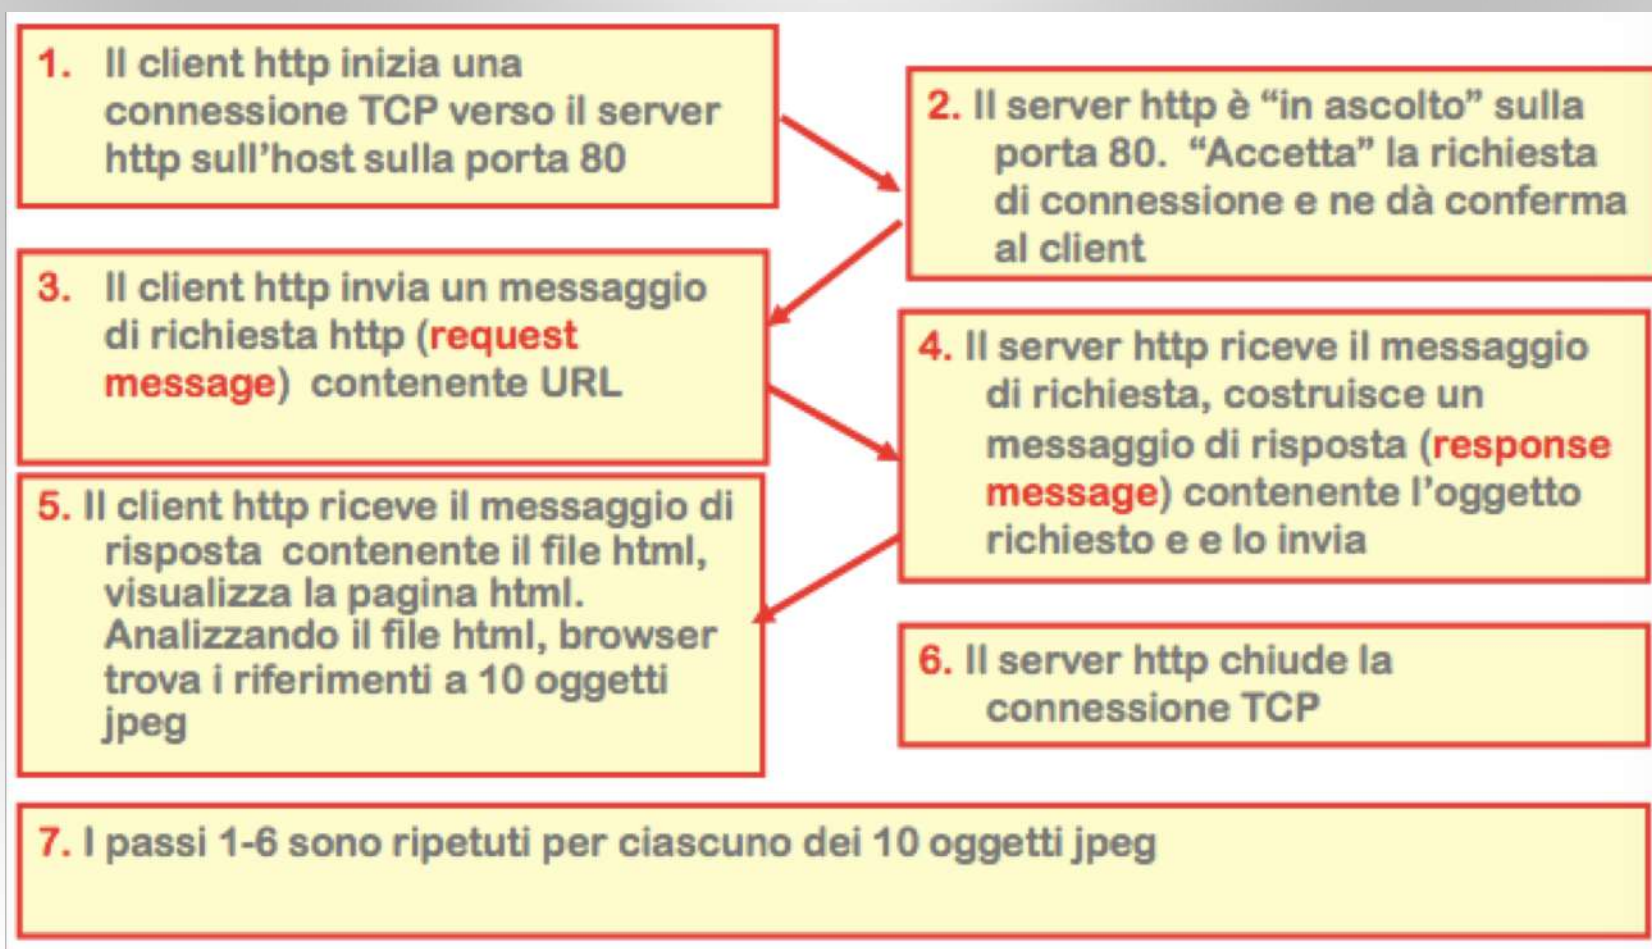 1. Il client http inizia una
connessione TCP verso il server
http sull'host sulla porta 80
2. Il server http è “in ascolto” sulla
porta 80. “Accetta” la richiesta
di connessione e ne dà conferma
al client
3. Il client http invia un messaggio
di richiesta http (request
message) contenente URL
4. Il server http riceve il messaggio
di richiesta, costruisce un
messaggio di risposta (response
message) contenente l'oggetto
richiesto e e lo invia
5. Il client http riceve il messaggio di
risposta contenente il file html,
visualizza la pagina html.
Analizzando il file html, browser
trova i riferimenti a 10 oggetti
jpeg
6. Il server http chiude la
connessione TCP
7. I passi 1-6 sono ripetuti per ciascuno dei 10 oggetti jpeg